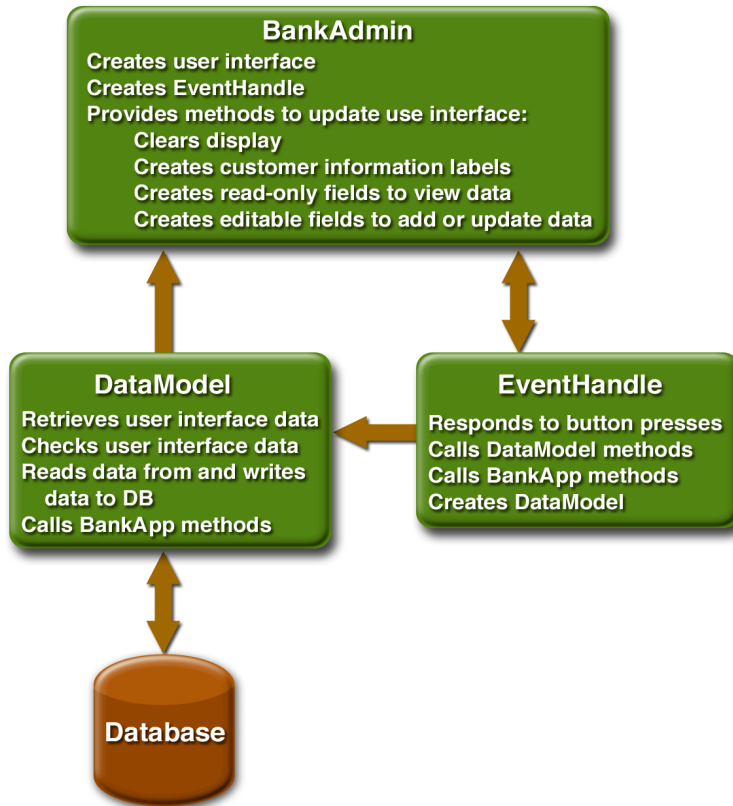 BankAdmin
Creates user interface
Creates EventHandle
Provides methods to update use interface:
Clears display
Creates customer information labels
Creates read-only fields to view data
Creates editable fields to add or update data
DataModel
Retrieves user interface data
Checks user interface data
Reads data from and writes
data to DB
Calls BankApp methods
EventHandle
Responds to button presses
Calls DataModel methods
Calls BankApp methods
Creates DataModel
Database